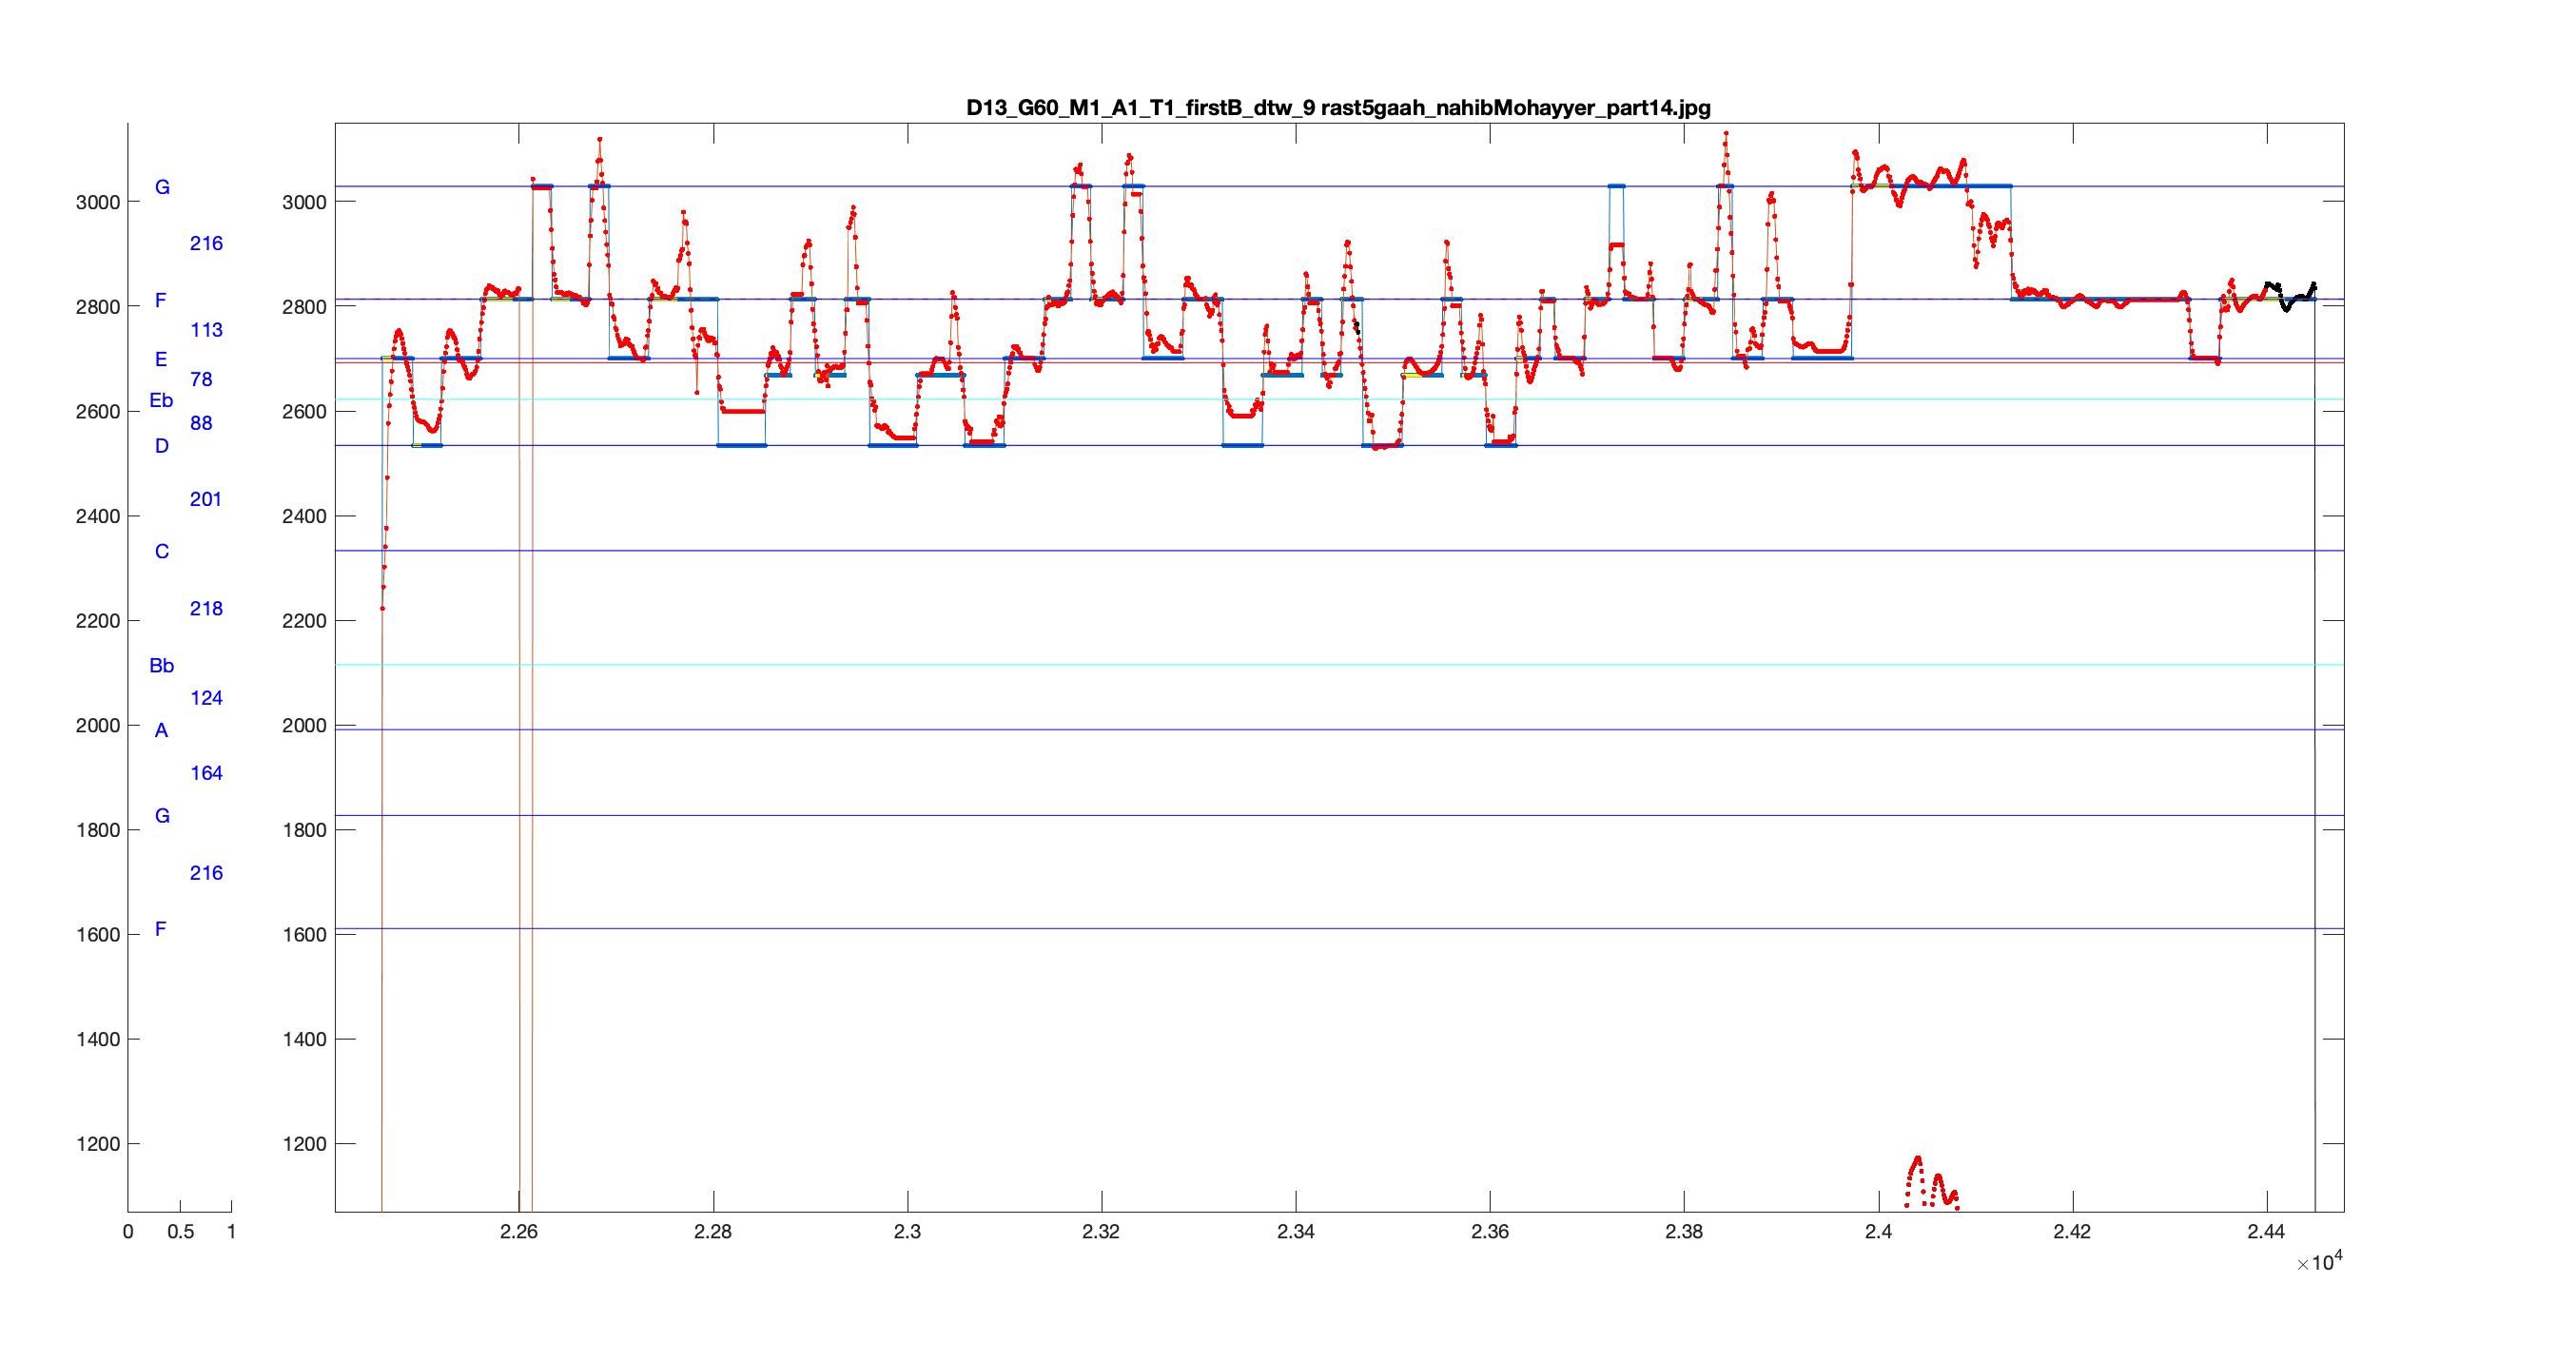 D13_G60_M1_A1_T1_firstB_dtw_9 rast5gaah_nahibMohayyer_part14.jpg
3000 G 3000
216
2800 F 2800
113
E
78
2600 Eb 2600
88
D
201
2400 2400
C
218
2200 2200
Bb
124
2000 A 2000
164
1800 G 1800
216
1600 F 1600
1400 1400
1200 1200
0 0.5 1 2.26 2.28 2.3 2.32 2.34 2.36 2.38 2.4 2.42 2.44
×10^4